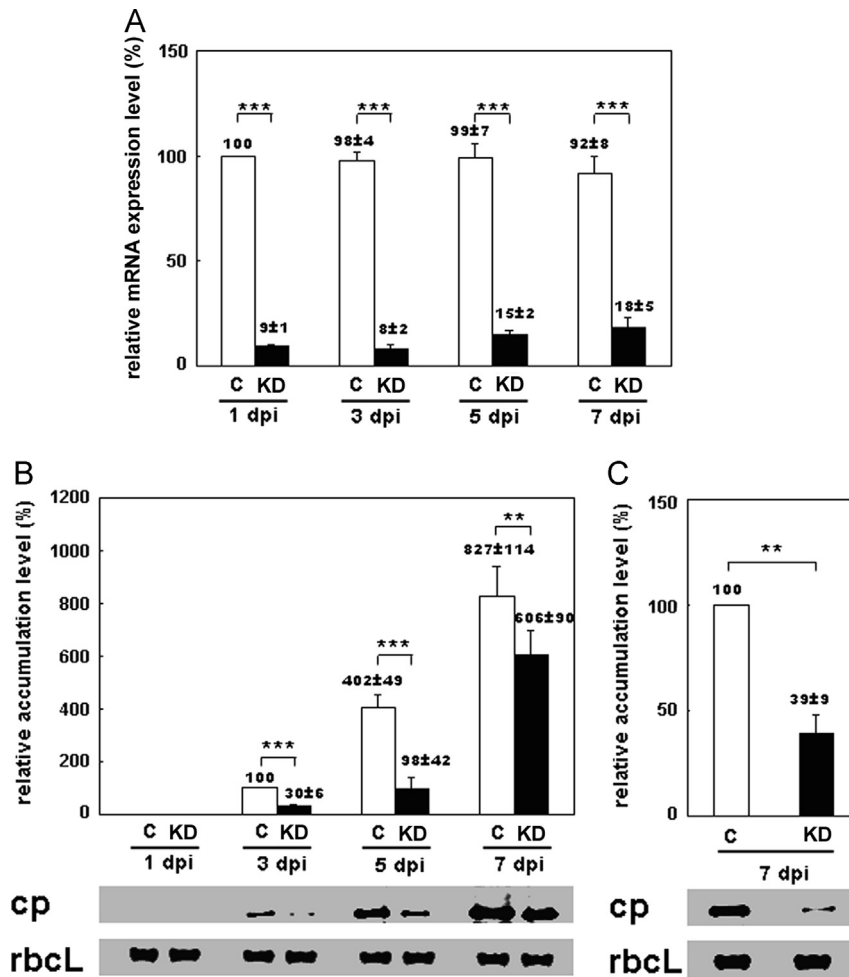 A
relative mRNA expression level (%)
150
100
50
0
***
***
***
***
100
98±4
99±7
92±8
9±1
8±2
15±2
18±5
C KD C KD C KD C KD
1 dpi 3 dpi 5 dpi 7 dpi
B
relative accumulation level (%)
1200
1000
800
600
400
200
0
**
827±114
606±90
***
402±49
98±42
***
100
30±6
C KD C KD C KD C KD
1 dpi 3 dpi 5 dpi 7 dpi
cp
rbcL
C
relative accumulation level (%)
150
100
50
0
**
100
39±9
C KD
7 dpi
cp
rbcL